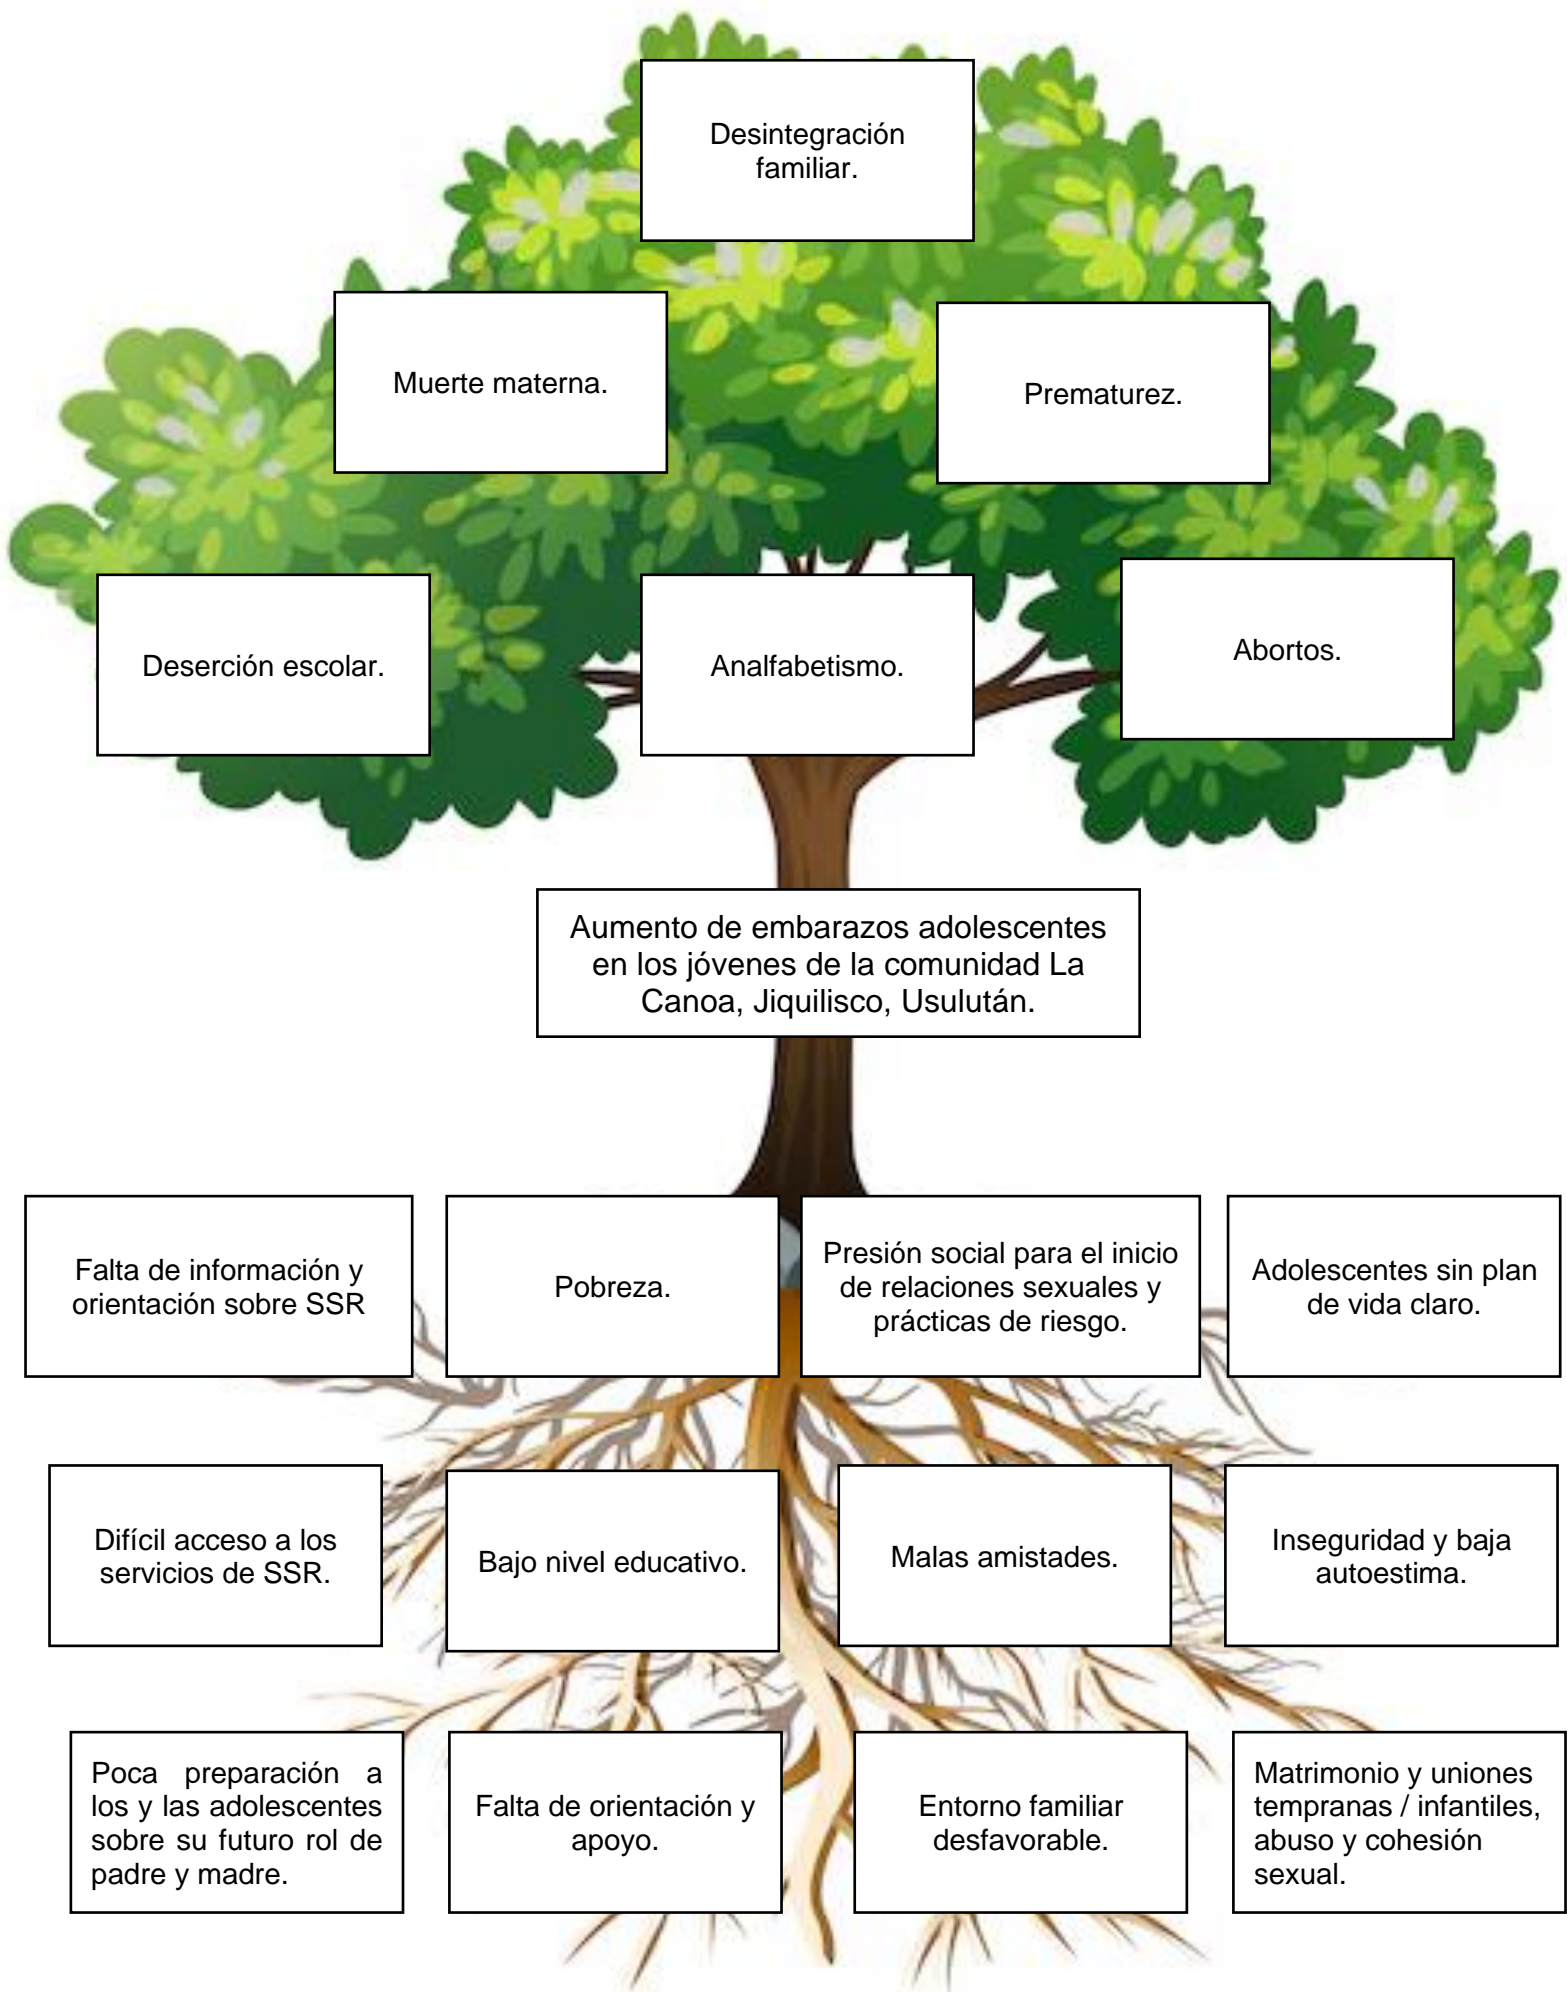 Desintegración
familiar.
Muerte materna.
Prematurez.
Deserción escolar.
Analfabetismo.
Abortos.
Aumento de embarazos adolescentes
en los jóvenes de la comunidad La
Canoa, Jiquilisco, Usulután.
Falta de información y
orientación sobre SSR
Pobreza.
Presión social para el inicio
de relaciones sexuales y
prácticas de riesgo.
Adolescentes sin plan
de vida claro.
Difícil acceso a los
servicios de SSR.
Bajo nivel educativo.
Malas amistades.
Inseguridad y baja
autoestima.
Poca preparación a
los y las adolescentes
sobre su futuro rol de
padre y madre.
Falta de orientación y
apoyo.
Entorno familiar
desfavorable.
Matrimonio y uniones
tempranas / infantiles,
abuso y cohesión
sexual.